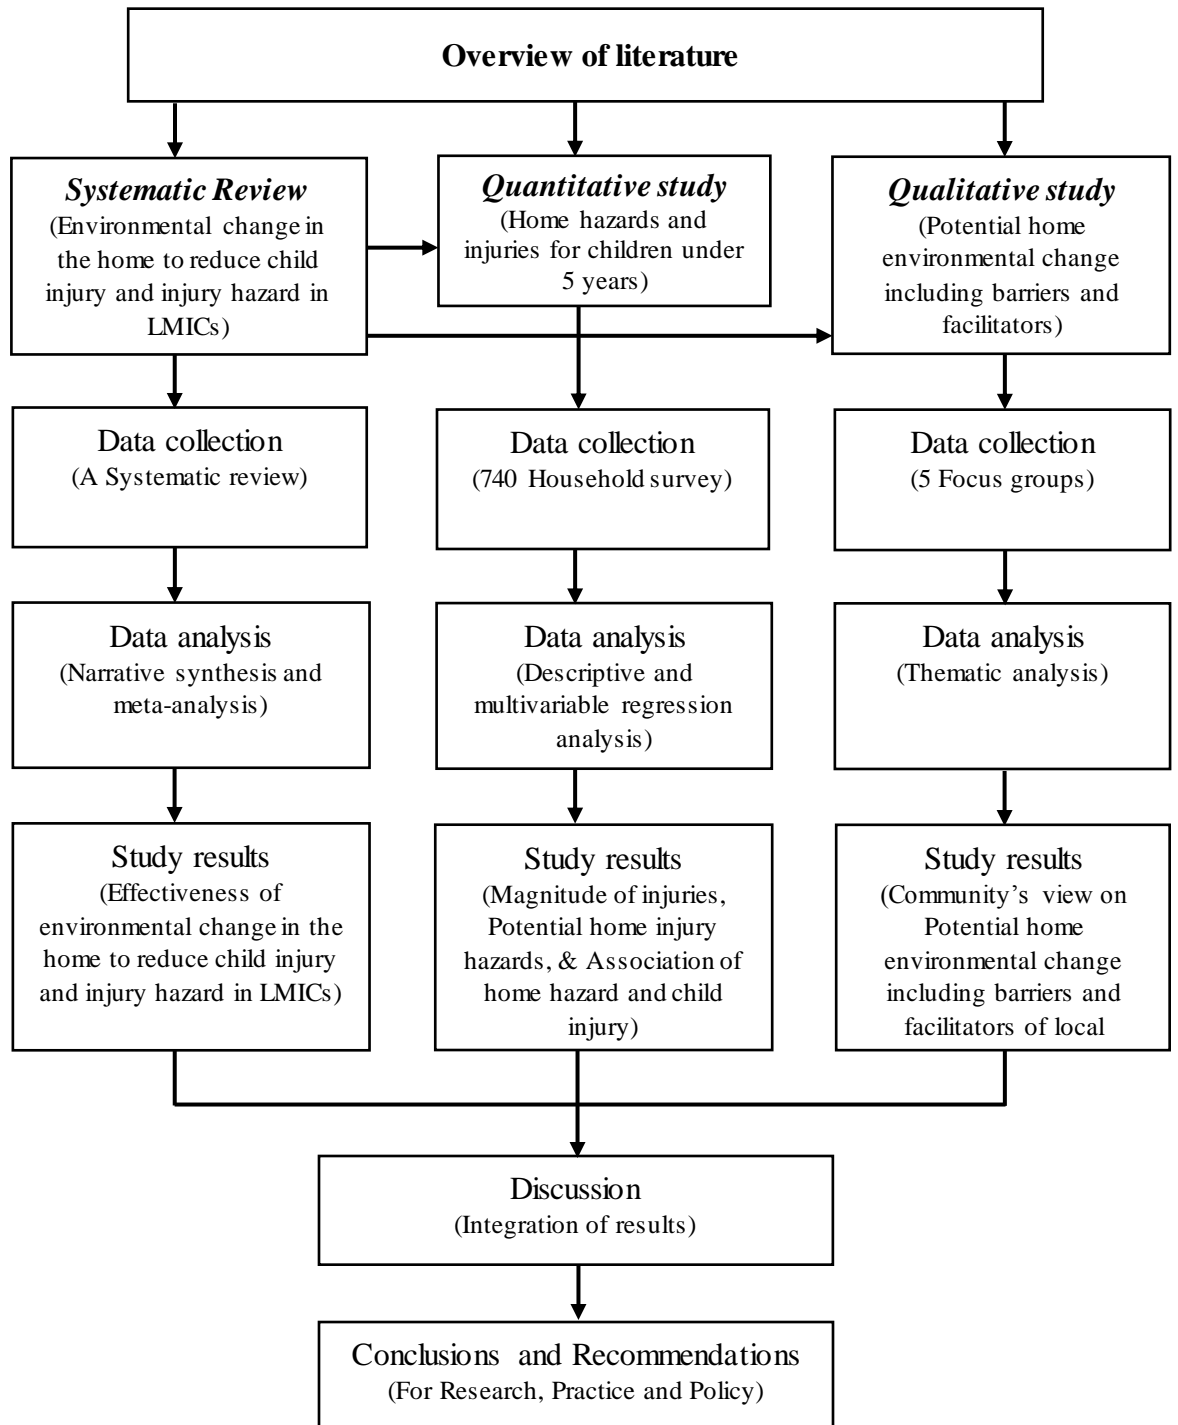 Overview of literature
Systematic Review
(Environmental change in
the home to reduce child
injury and injury hazard in
LMICs)
Quantitative study
(Home hazards and
injuries for children under
5 years)
Qualitative study
(Potential home
environmental change
including barriers and
facilitators)
Data collection
(A Systematic review)
Data collection
(740 Household survey)
Data collection
(5 Focus groups)
Data analysis
(Narrative synthesis and
meta-analysis)
Data analysis
(Descriptive and
multivariable regression
analysis)
Data analysis
(Thematic analysis)
Study results
(Effectiveness of
environmental change in the
home to reduce child injury
and injury hazard in LMICs)
Study results
(Magnitude of injuries,
Potential home injury
hazards, & Association of
home hazard and child
injury)
Study results
(Community’s view on
Potential home
environmental change
including barriers and
facilitators of local
Discussion
(Integration of results)
Conclusions and Recommendations
(For Research, Practice and Policy)